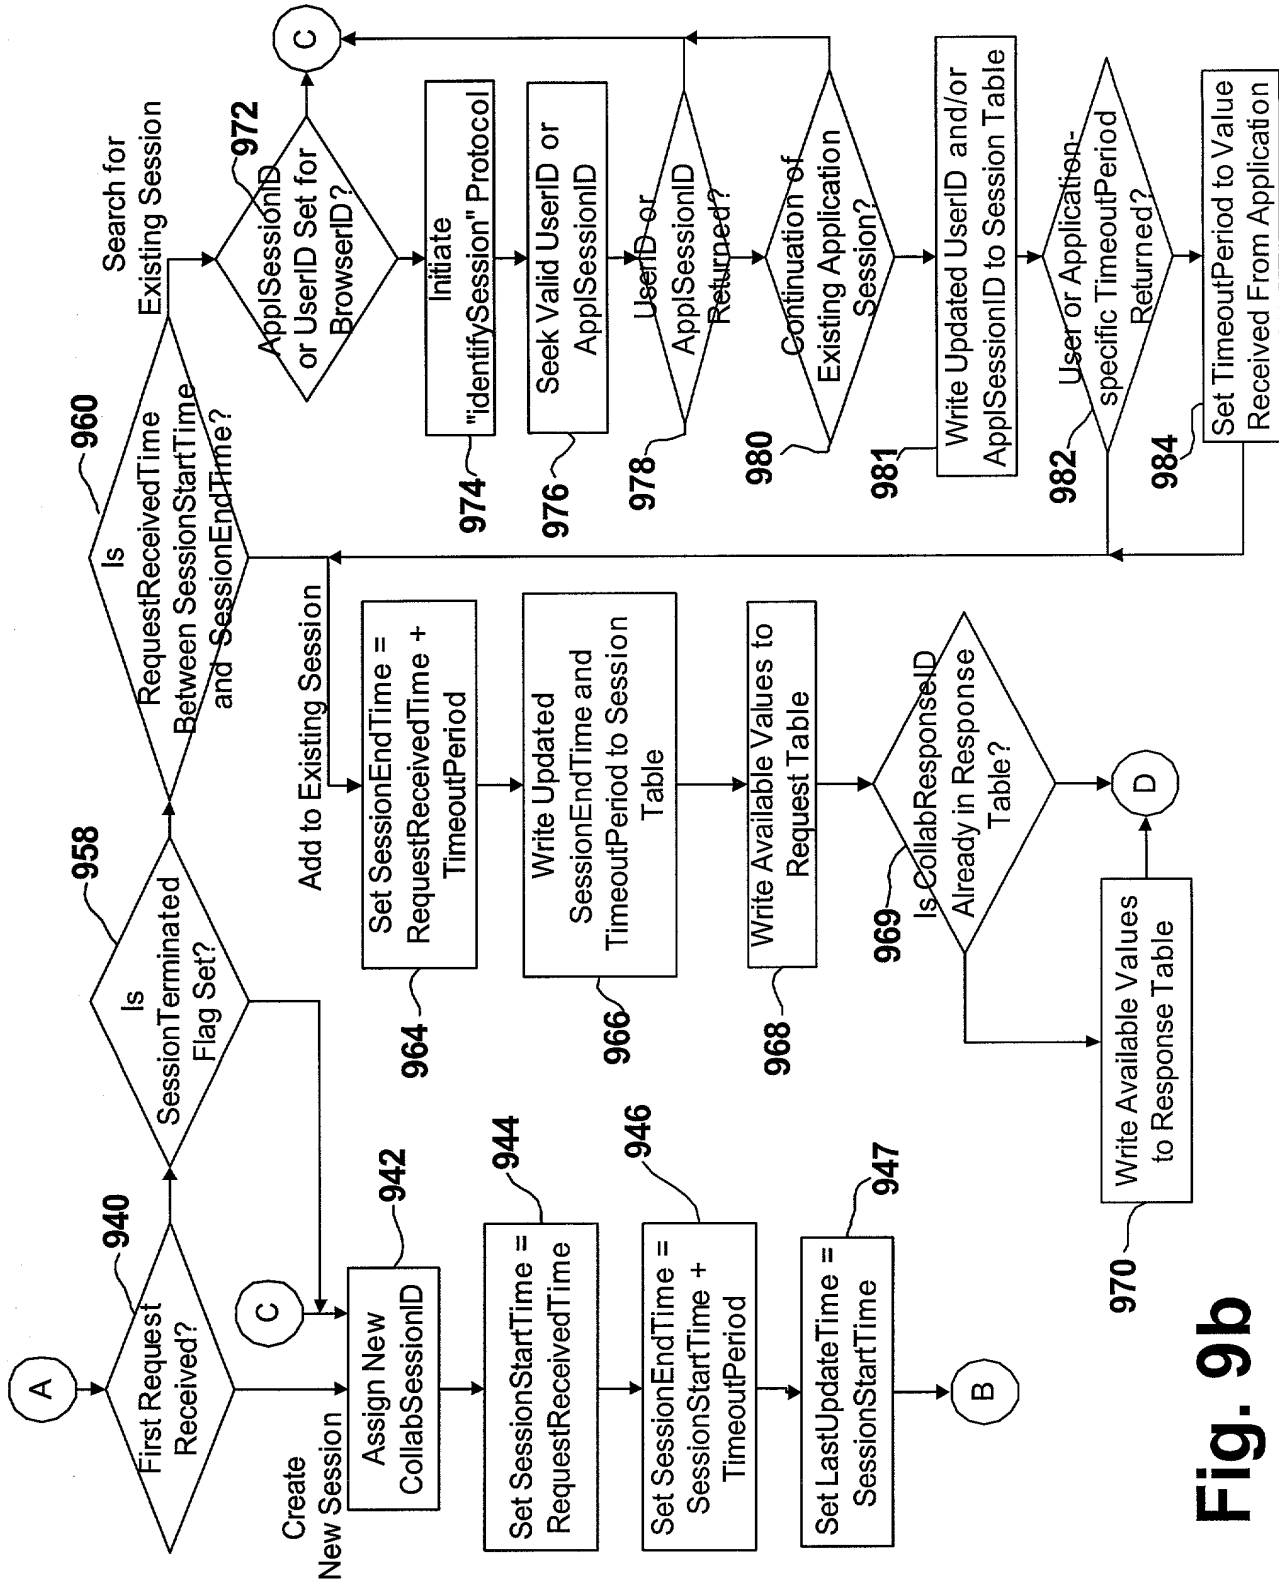 A
First Request
Received?
940
Create
New Session
C
Assign New
CollabSessionID
942
Set SessionStartTime =
RequestReceivedTime
944
Set SessionEndTime =
SessionStartTime +
TimeoutPeriod
946
Set LastUpdateTime =
SessionStartTime
947
B
Is
SessionTerminated
Flag Set?
958
Is
RequestReceivedTime
Between SessionStartTime
and SessionEndTime?
960
Add to Existing Session
Set SessionEndTime =
RequestReceivedTime +
TimeoutPeriod
964
Write Updated
SessionEndTime and
TimeoutPeriod to Session
Table
966
Write Available Values to
Request Table
968
Is CollabResponseID
Already in Response
Table?
969
Write Available Values
to Response Table
970
D
Search for
Existing Session
ApplSessionID
or UserID Set for
BrowserID?
972
C
Initiate
"identifySession" Protocol
974
Seek Valid UserID or
ApplSessionID
976
UserID or
ApplSessionID
Returned?
978
Continuation of
Existing Application
Session?
980
Write Updated UserID and/or
ApplSessionID to Session Table
981
User or Application-
specific TimeoutPeriod
Returned?
982
Set TimeoutPeriod to Value
Received From Application
984
Fig. 9b